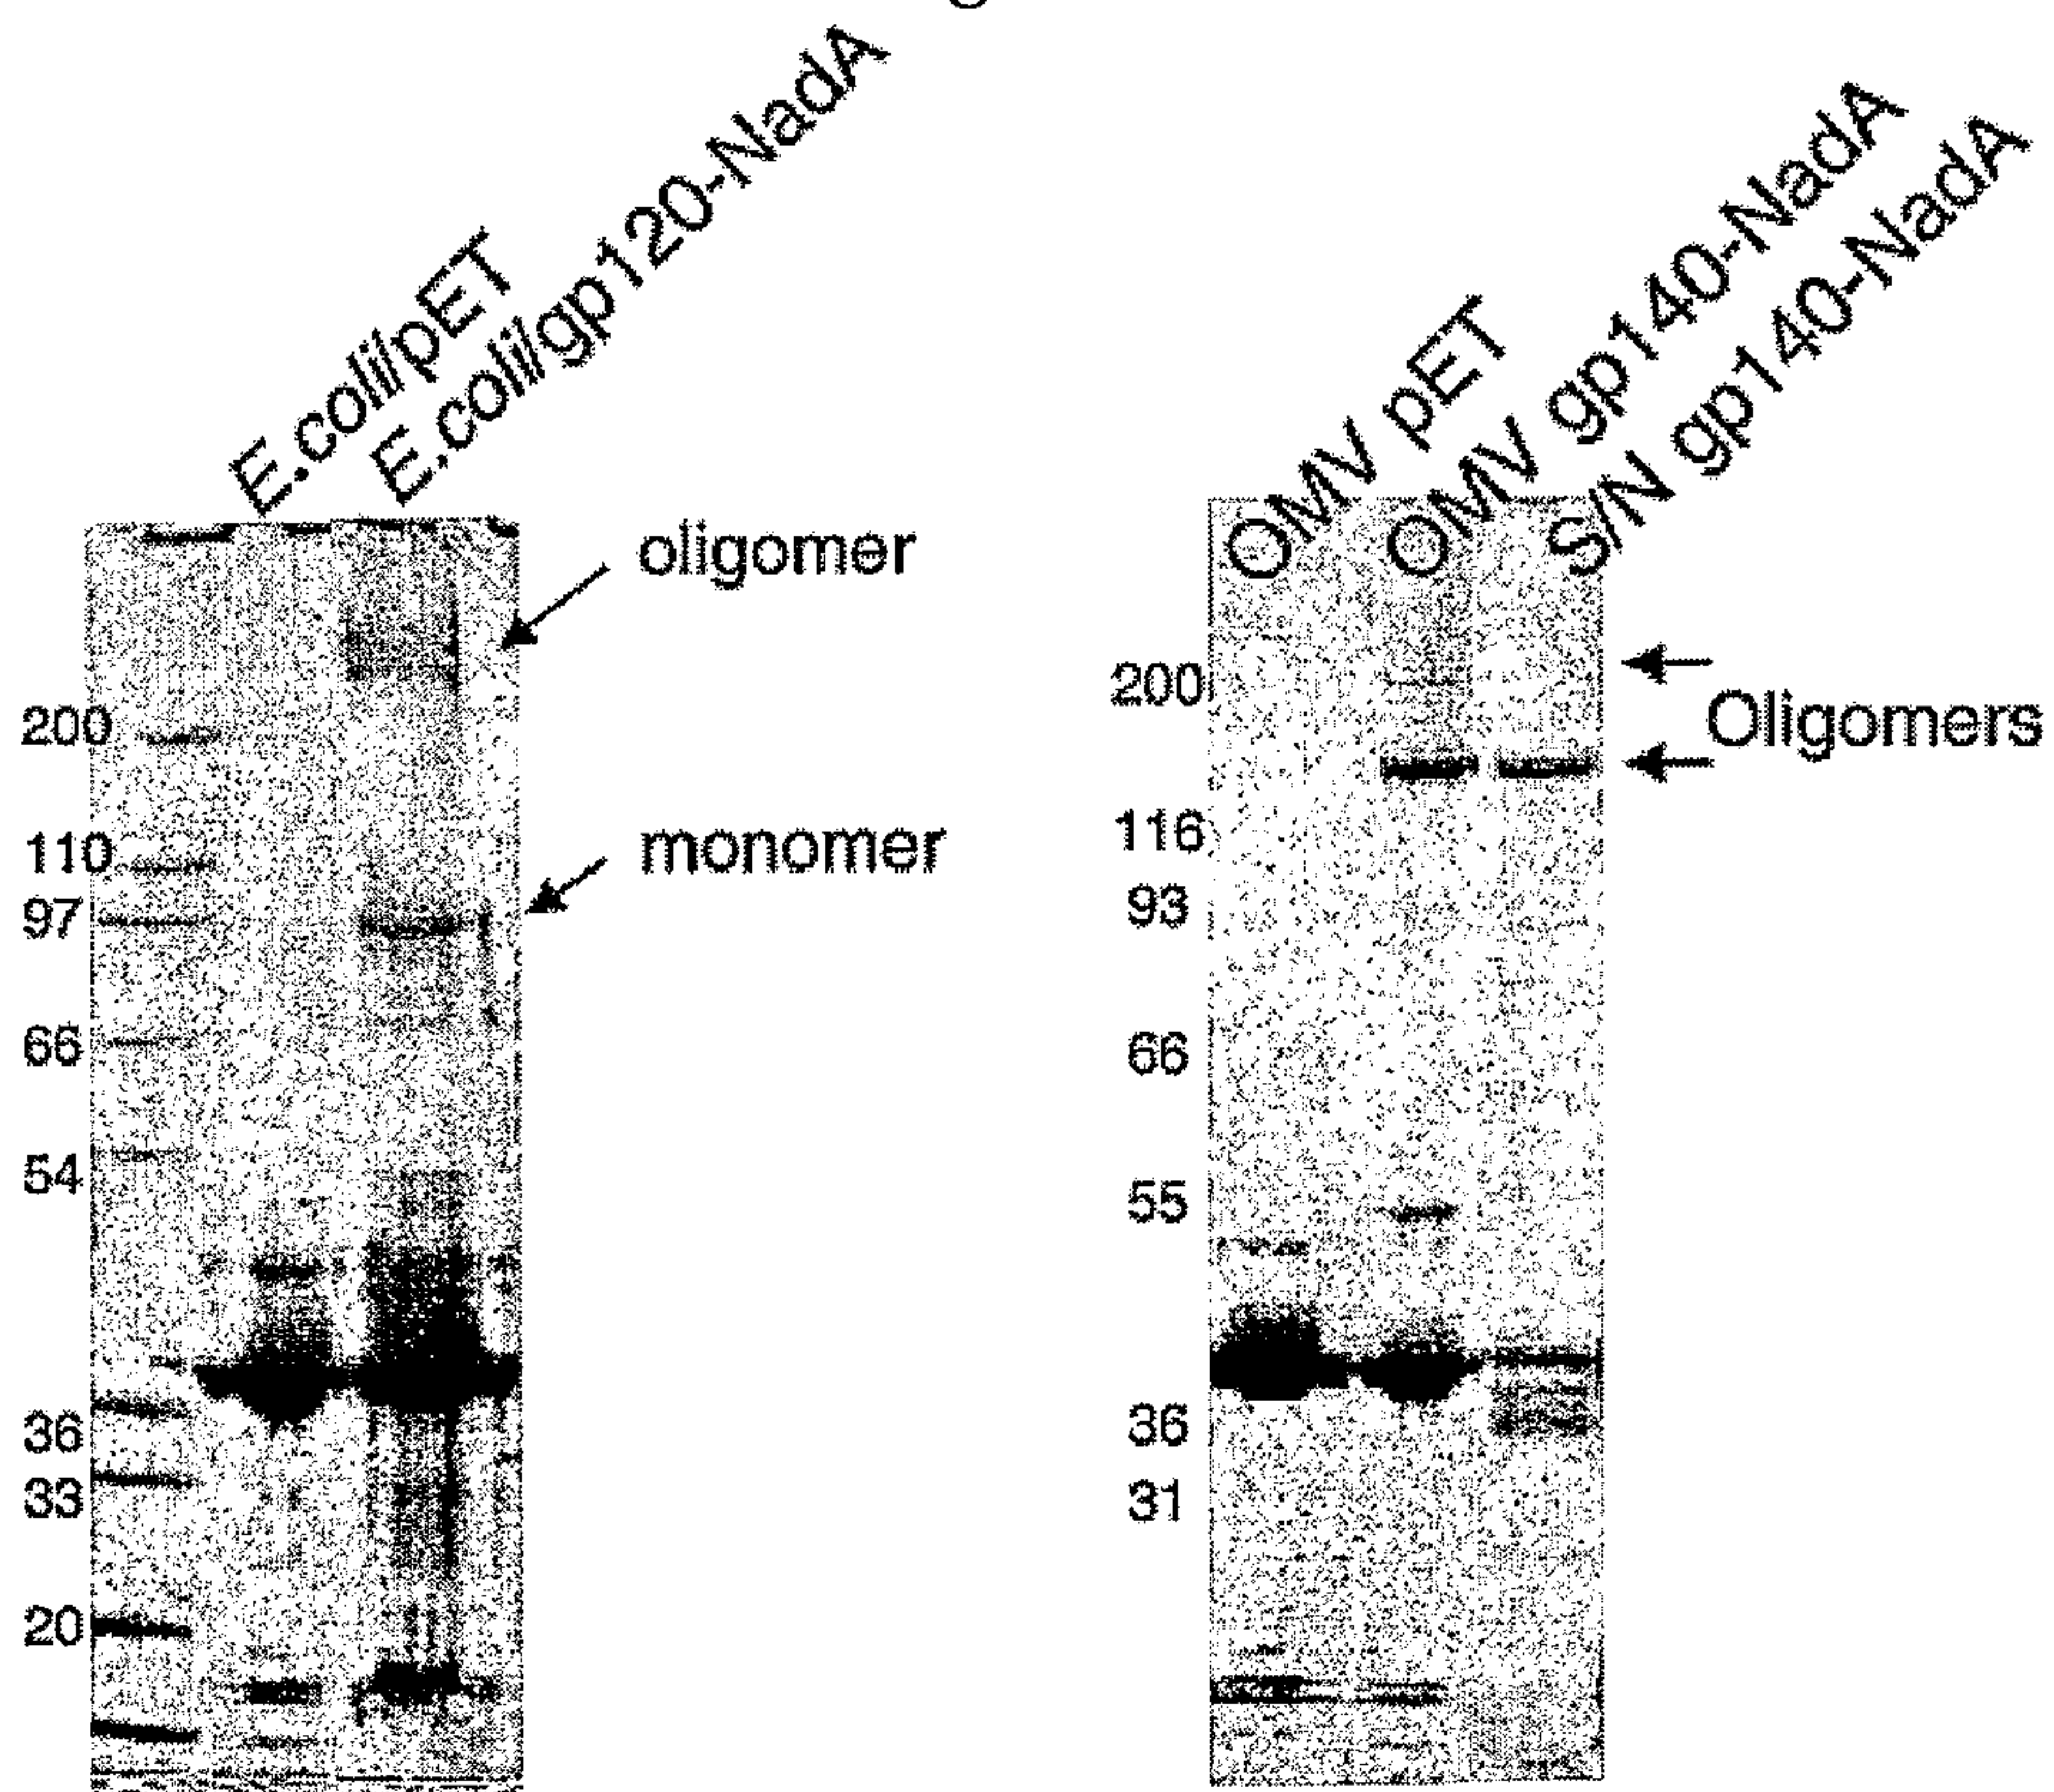 E.coli/pET
E.coli/gp120-NadA
oligomer
monomer
200
110
97
66
54
36
33
20
OMV pET
OMV gp140-NadA
S/N gp140-NadA
Oligomers
200
116
93
66
55
36
31